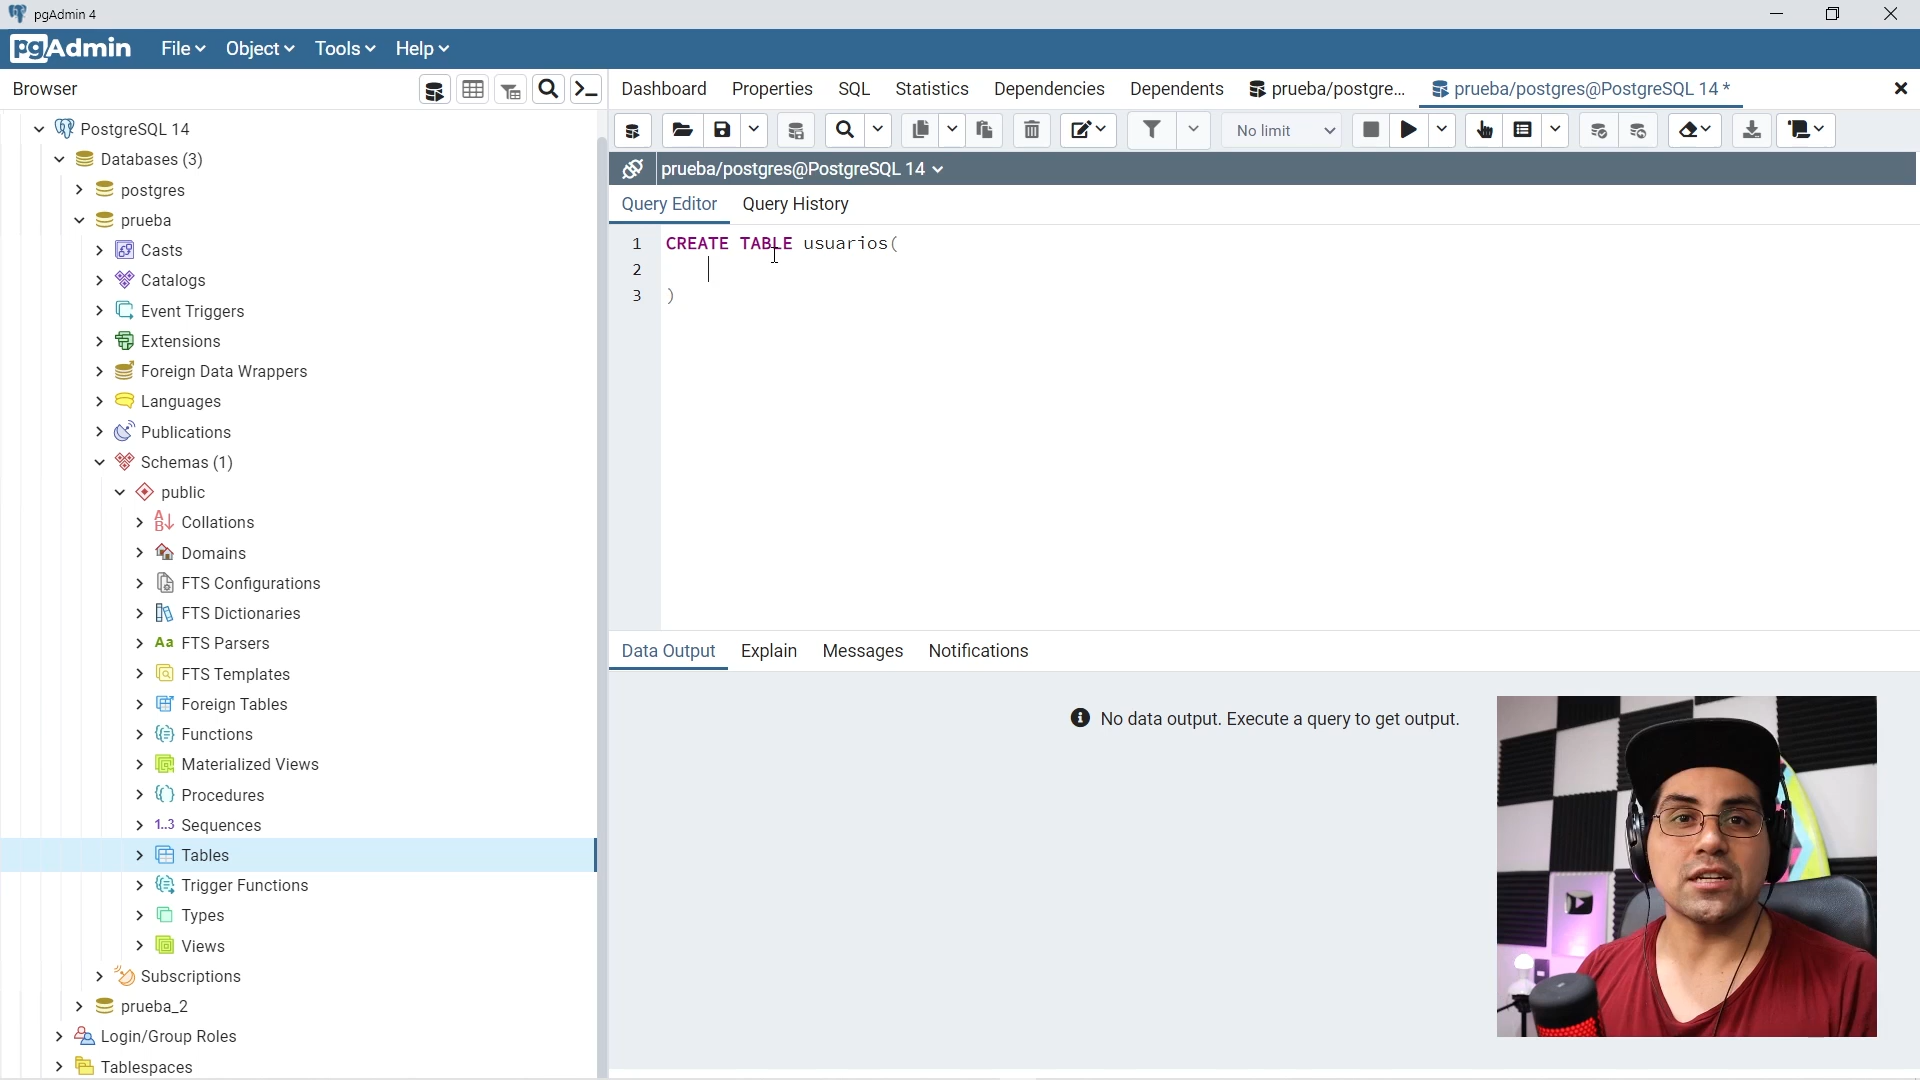 pgAdmin 4
pgAdmin File Object Tools Help
Browser
Dashboard Properties SQL Statistics Dependencies Dependents prueba/postgre... prueba/postgres@PostgreSQL 14 *
No limit
prueba/postgres@PostgreSQL 14
Query Editor Query History
1 CREATE TABLE usuarios(
2
3 )
PostgreSQL 14
Databases (3)
postgres
prueba
Casts
Catalogs
Event Triggers
Extensions
Foreign Data Wrappers
Languages
Publications
Schemas (1)
public
Collations
Domains
FTS Configurations
FTS Dictionaries
Aa FTS Parsers
FTS Templates
Foreign Tables
Functions
Materialized Views
Procedures
1..3 Sequences
Tables
Trigger Functions
Types
Views
Subscriptions
prueba_2
Login/Group Roles
Tablespaces
Data Output Explain Messages Notifications
No data output. Execute a query to get output.